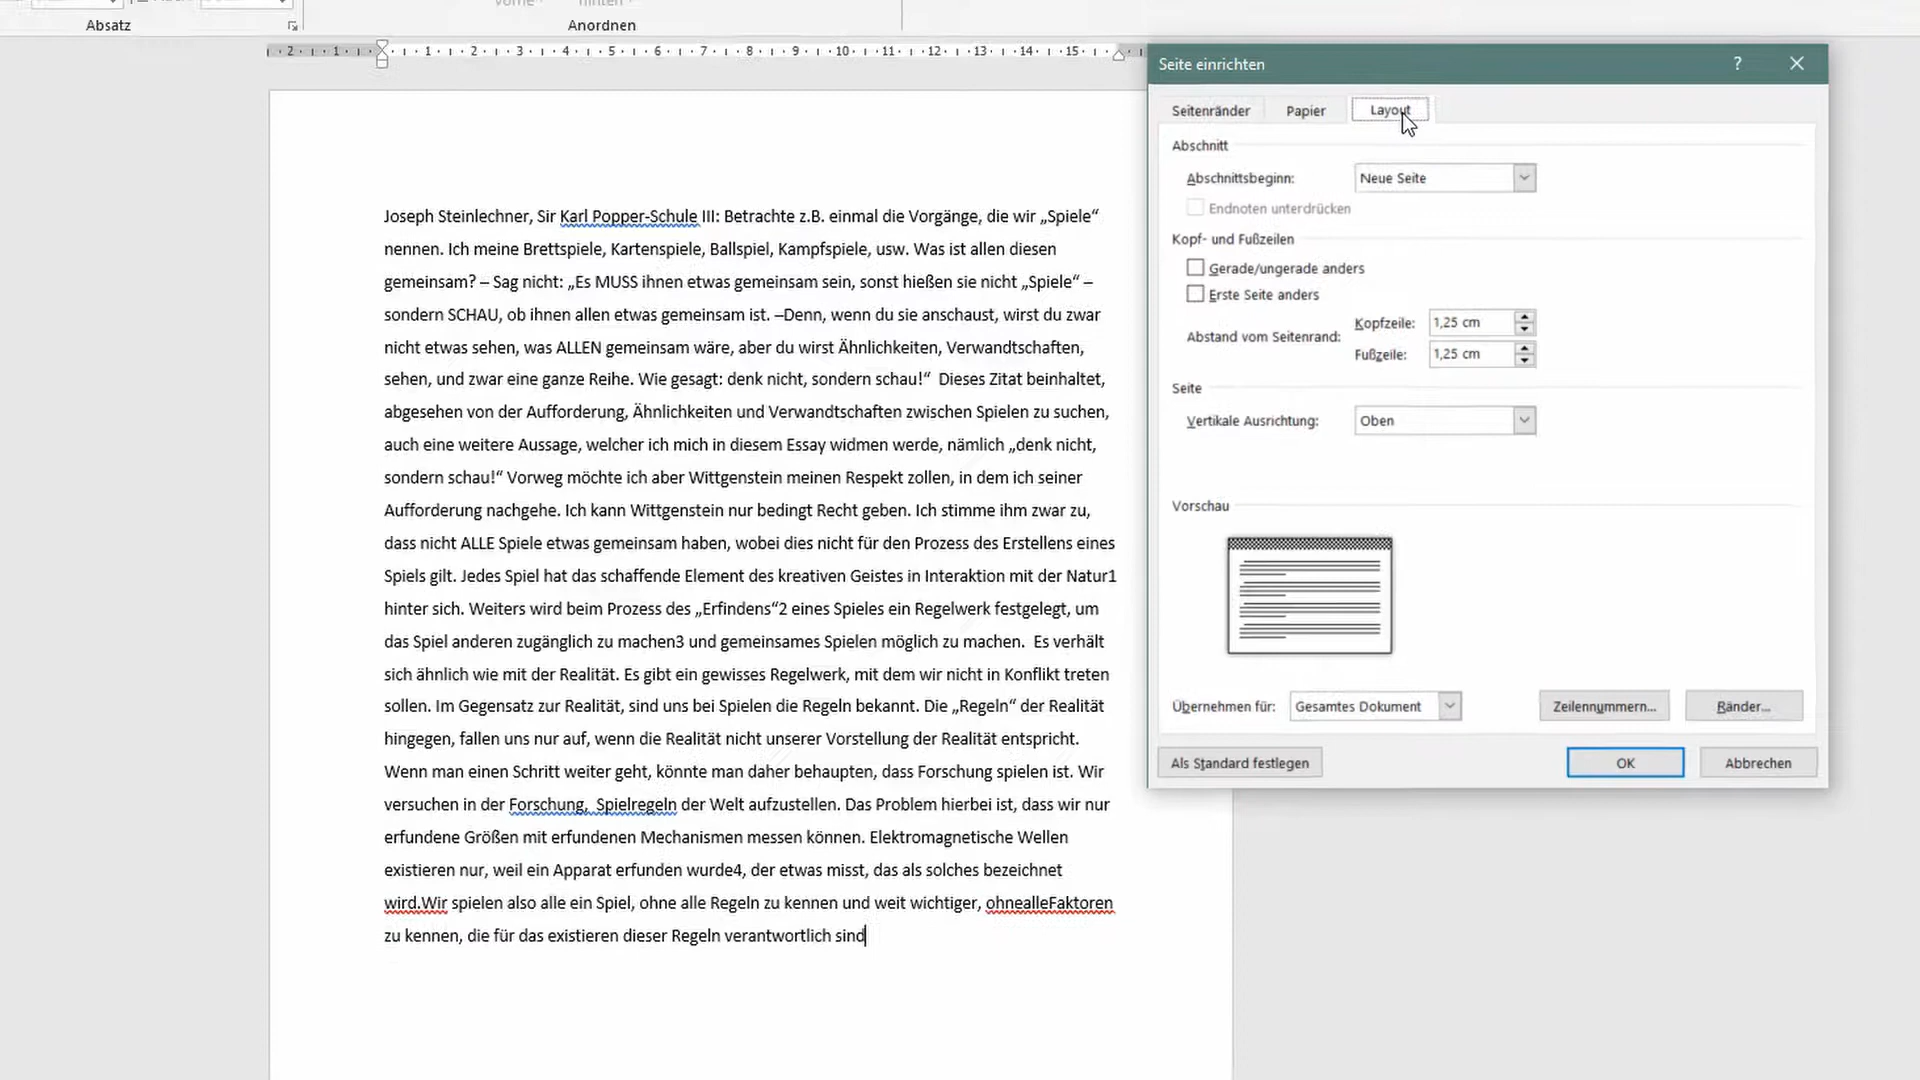 Absatz
Anordnen
2 1 1 2 3 4 5 6 7 8 9 10 11 12 13 14 15
Joseph Steinlechner, Sir Karl Popper-Schule III: Betrachte z.B. einmal die Vorgänge, die wir „Spiele“
nennen. Ich meine Brettspiele, Kartenspiele, Ballspiel, Kampfspiele, usw. Was ist allen diesen
gemeinsam? – Sag nicht: „Es MUSS ihnen etwas gemeinsam sein, sonst hießen sie nicht „Spiele“ –
sondern SCHAU, ob ihnen allen etwas gemeinsam ist. –Denn, wenn du sie anschaust, wirst du zwar
nicht etwas sehen, was ALLEN gemeinsam wäre, aber du wirst Ähnlichkeiten, Verwandtschaften,
sehen, und zwar eine ganze Reihe. Wie gesagt: denk nicht, sondern schau!“  Dieses Zitat beinhaltet,
abgesehen von der Aufforderung, Ähnlichkeiten und Verwandtschaften zwischen Spielen zu suchen,
auch eine weitere Aussage, welcher ich mich in diesem Essay widmen werde, nämlich „denk nicht,
sondern schau!“ Vorweg möchte ich aber Wittgenstein meinen Respekt zollen, in dem ich seiner
Aufforderung nachgehe. Ich kann Wittgenstein nur bedingt Recht geben. Ich stimme ihm zwar zu,
dass nicht ALLE Spiele etwas gemeinsam haben, wobei dies nicht für den Prozess des Erstellens eines
Spiels gilt. Jedes Spiel hat das schaffende Element des kreativen Geistes in Interaktion mit der Natur1
hinter sich. Weiters wird beim Prozess des „Erfindens“2 eines Spieles ein Regelwerk festgelegt, um
das Spiel anderen zugänglich zu machen3 und gemeinsames Spielen möglich zu machen.  Es verhält
sich ähnlich wie mit der Realität. Es gibt ein gewisses Regelwerk, mit dem wir nicht in Konflikt treten
sollen. Im Gegensatz zur Realität, sind uns bei Spielen die Regeln bekannt. Die „Regeln“ der Realität
hingegen, fallen uns nur auf, wenn die Realität nicht unserer Vorstellung der Realität entspricht.
Wenn man einen Schritt weiter geht, könnte man daher behaupten, dass Forschung spielen ist. Wir
versuchen in der Forschung,  Spielregeln der Welt aufzustellen. Das Problem hierbei ist, dass wir nur
erfundene Größen mit erfundenen Mechanismen messen können. Elektromagnetische Wellen
existieren nur, weil ein Apparat erfunden wurde4, der etwas misst, das als solches bezeichnet
wird.Wir spielen also alle ein Spiel, ohne alle Regeln zu kennen und weit wichtiger, ohnealleFaktoren
zu kennen, die für das existieren dieser Regeln verantwortlich sind
Seite einrichten ?
Seitenränder Papier Layout
Abschnitt
Abschnittsbeginn: Neue Seite
Endnoten unterdrücken
Kopf- und Fußzeilen
Gerade/ungerade anders
Erste Seite anders
Abstand vom Seitenrand: Kopfzeile: 1,25 cm
Fußzeile: 1,25 cm
Seite
Vertikale Ausrichtung: Oben
Vorschau
Übernehmen für: Gesamtes Dokument Zeilennummern... Ränder...
Als Standard festlegen OK Abbrechen